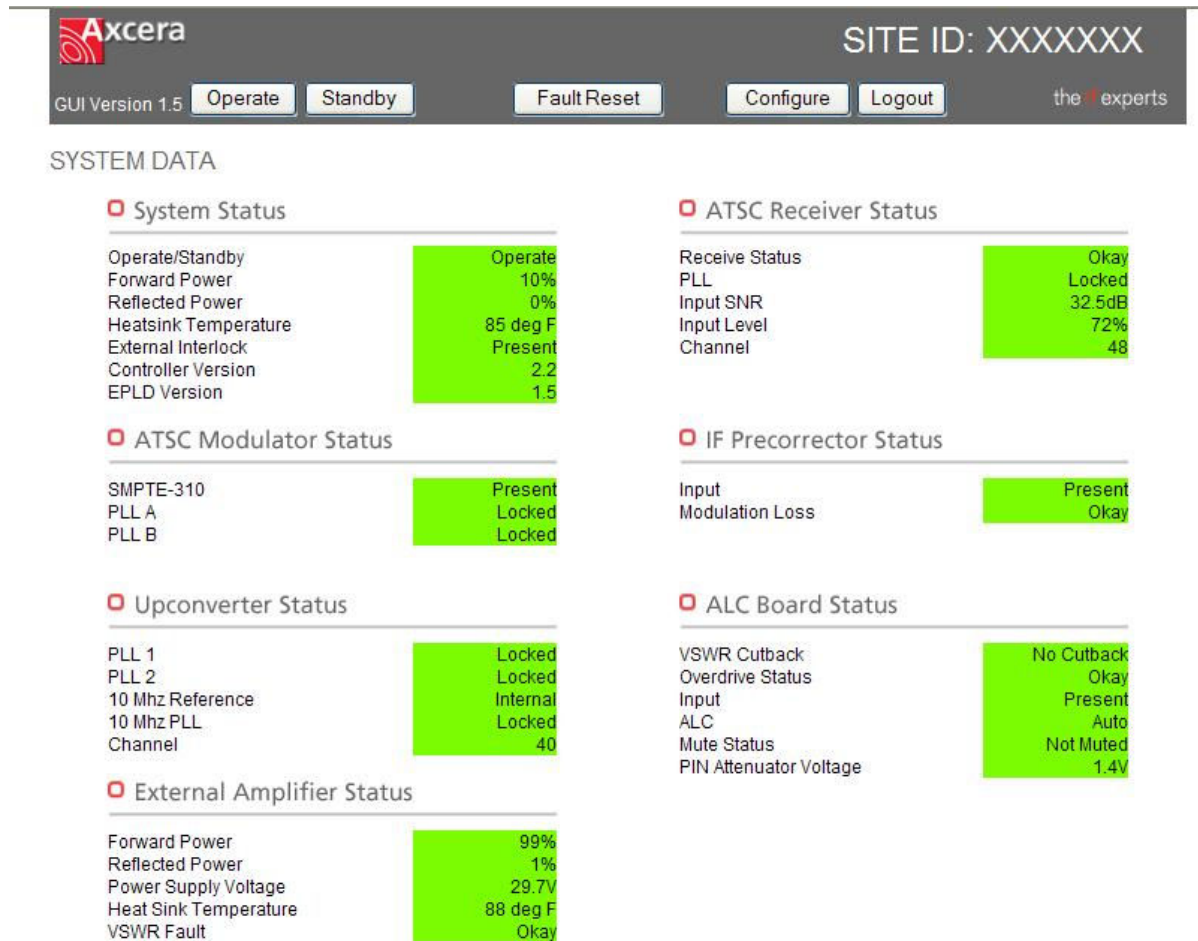 Axcera
SITE ID: XXXXXXX
GUI Version 1.5 Operate Standby Fault Reset Configure Logout the rf experts
SYSTEM DATA
System Status
Operate/Standby Operate
Forward Power 10%
Reflected Power 0%
Heatsink Temperature 85 deg F
External Interlock Present
Controller Version 2.2
EPLD Version 1.5
ATSC Receiver Status
Receive Status Okay
PLL Locked
Input SNR 32.5dB
Input Level 72%
Channel 48
ATSC Modulator Status
SMPTE-310 Present
PLL A Locked
PLL B Locked
IF Precorrector Status
Input Present
Modulation Loss Okay
Upconverter Status
PLL 1 Locked
PLL 2 Locked
10 Mhz Reference Internal
10 Mhz PLL Locked
Channel 40
ALC Board Status
VSWR Cutback No Cutback
Overdrive Status Okay
Input Present
ALC Auto
Mute Status Not Muted
PIN Attenuator Voltage 1.4V
External Amplifier Status
Forward Power 99%
Reflected Power 1%
Power Supply Voltage 29.7V
Heat Sink Temperature 88 deg F
VSWR Fault Okay